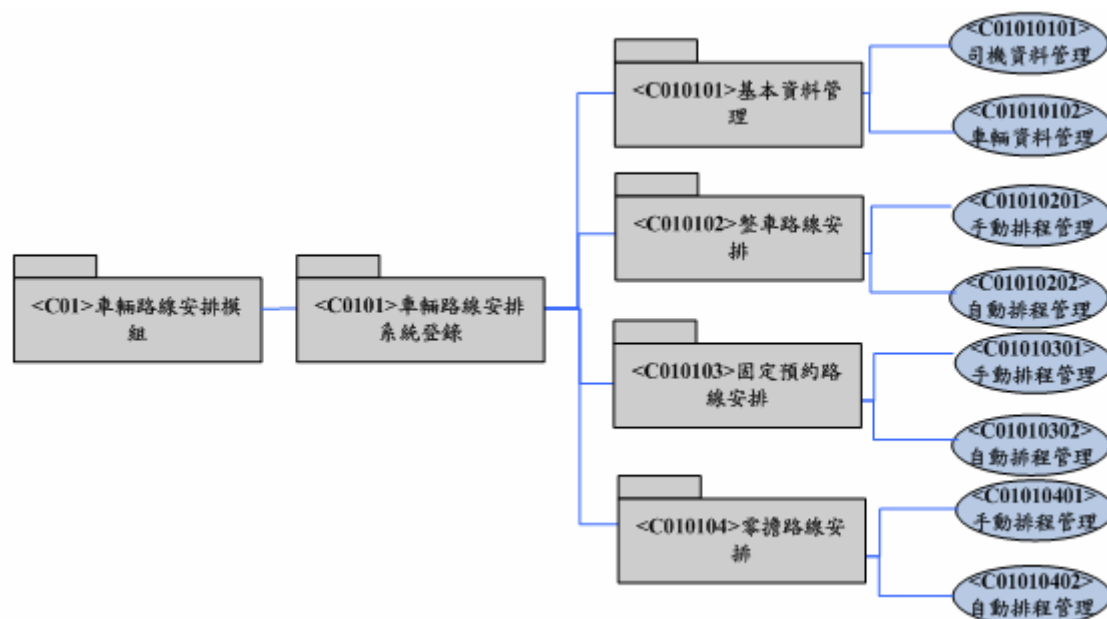 <C01>車輛路線安排模
組
<C0101>車輛路線安排
系統登錄
<C010101>基本資料管
理
<C01010101>
司機資料管理
<C01010102>
車輛資料管理
<C010102>整車路線安
排
<C01010201>
手動排程管理
<C01010202>
自動排程管理
<C010103>固定預約路
線安排
<C01010301>
手動排程管理
<C01010302>
自動排程管理
<C010104>零擔路線安
排
<C01010401>
手動排程管理
<C01010402>
自動排程管理